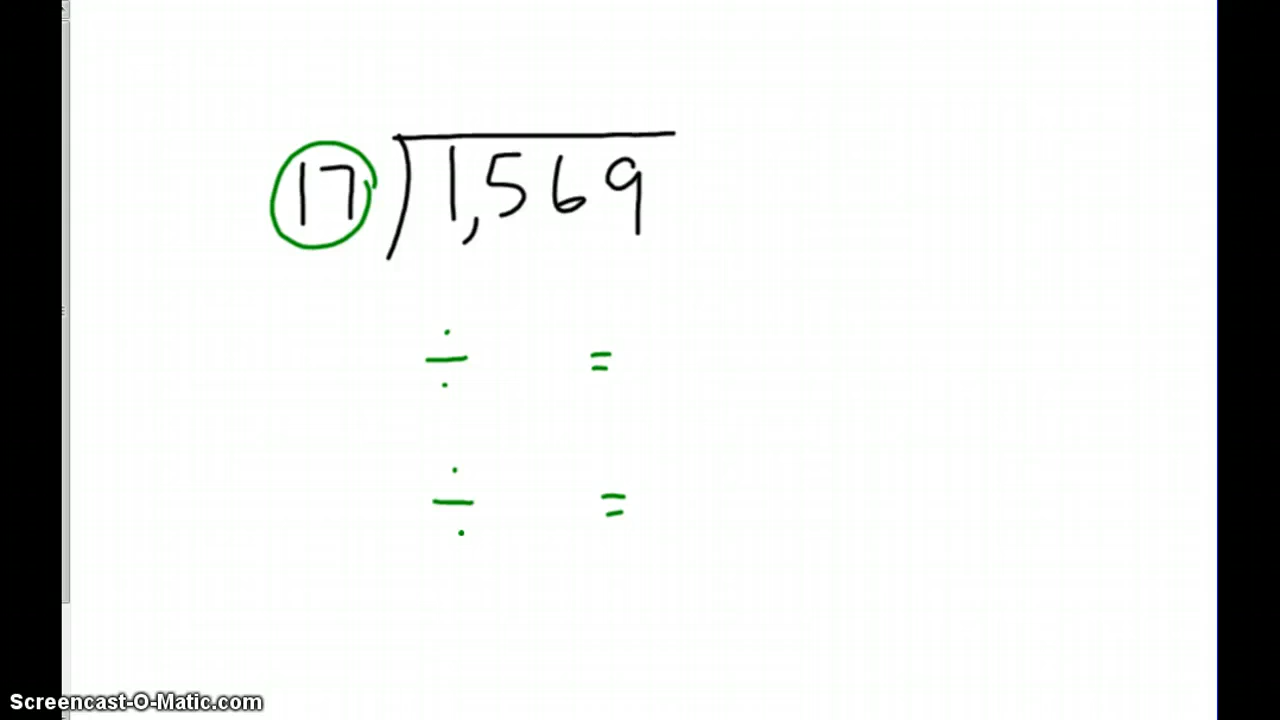 17 ) 1,569
÷ =
÷ =
Screencast-O-Matic.com